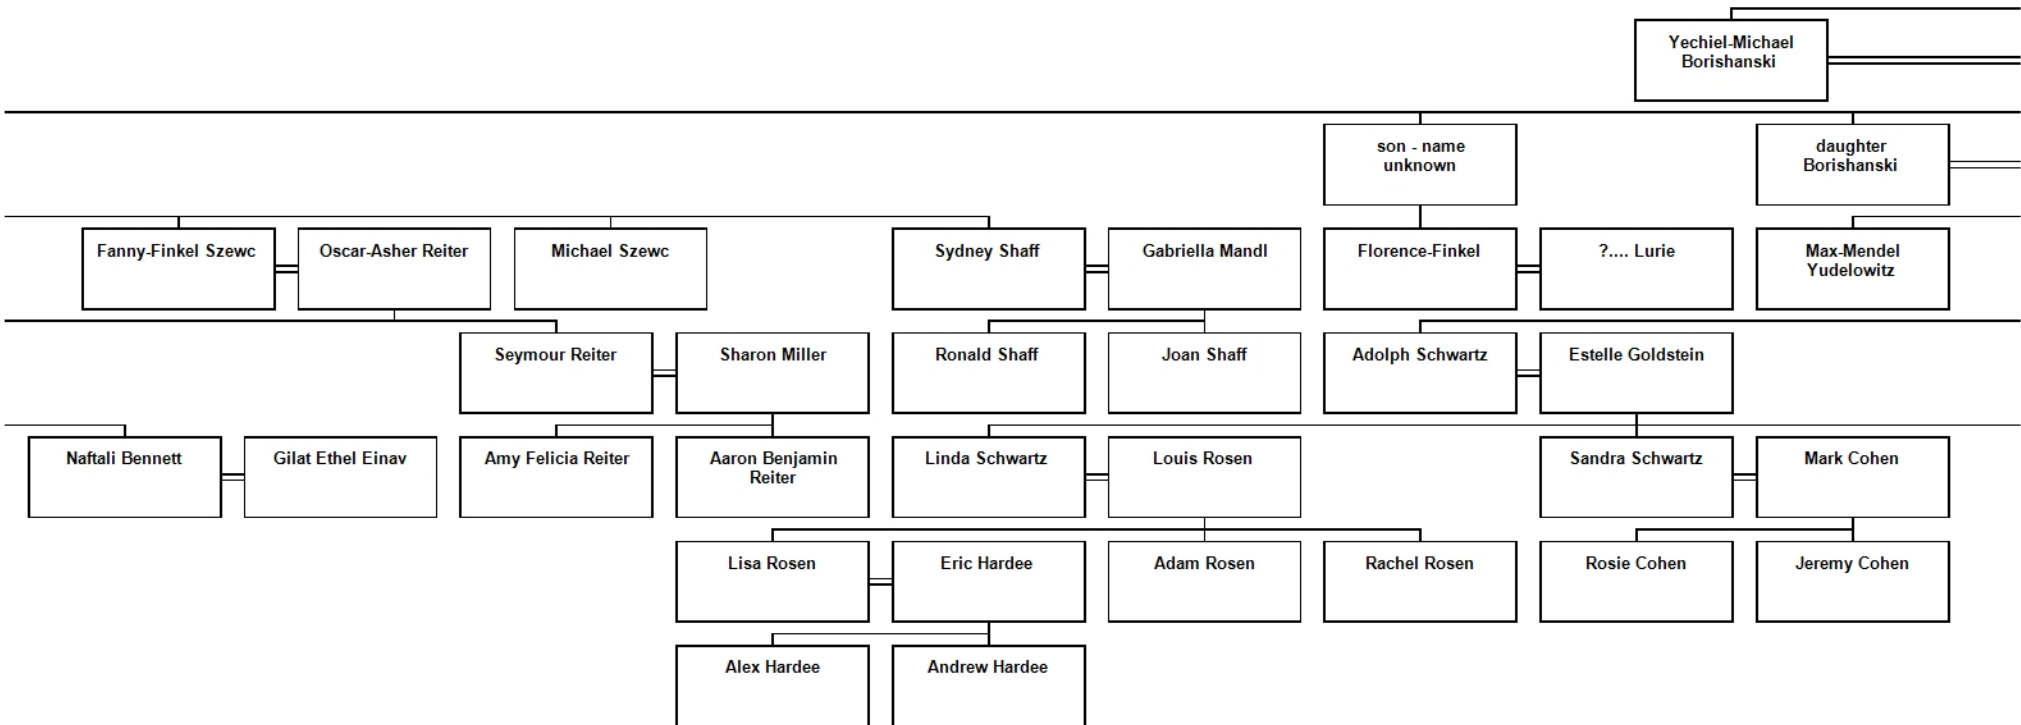 Yechiel-Michael
Borishanski
son - name
unknown
daughter
Borishanski
Fanny-Finkel Szewc
Oscar-Asher Reiter
Michael Szewc
Sydney Shaff
Gabriella Mandl
Florence-Finkel
?.... Lurie
Max-Mendel
Yudelowitz
Seymour Reiter
Sharon Miller
Ronald Shaff
Joan Shaff
Adolph Schwartz
Estelle Goldstein
Naftali Bennett
Gilat Ethel Einav
Amy Felicia Reiter
Aaron Benjamin
Reiter
Linda Schwartz
Louis Rosen
Sandra Schwartz
Mark Cohen
Lisa Rosen
Eric Hardee
Adam Rosen
Rachel Rosen
Rosie Cohen
Jeremy Cohen
Alex Hardee
Andrew Hardee